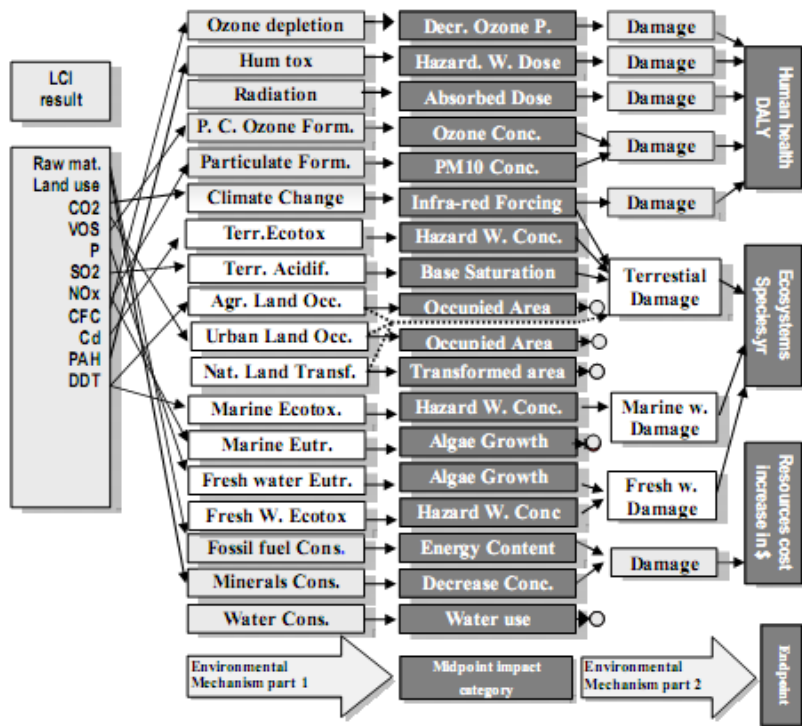 LCI
result
Raw mat.
Land use
CO2
VOS
P
SO2
NOx
CFC
Cd
PAH
DDT
Ozone depletion
Hum tox
Radiation
P. C. Ozone Form.
Particulate Form.
Climate Change
Terr.Ecotox
Terr. Acidif.
Agr. Land Occ.
Urban Land Occ.
Nat. Land Transf.
Marine Ecotox.
Marine Eutr.
Fresh water Eutr.
Fresh W. Ecotox
Fossil fuel Cons.
Minerals Cons.
Water Cons.
Decr. Ozone P.
Hazard. W. Dose
Absorbed Dose
Ozone Conc.
PM10 Conc.
Infra-red Forcing
Hazard W. Conc.
Base Saturation
Occupied Area
Occupied Area
Transformed area
Hazard W. Conc.
Algae Growth
Algae Growth
Hazard W. Conc
Energy Content
Decrease Conc.
Water use
Damage
Damage
Damage
Damage
Damage
Terrestial
Damage
Marine w.
Damage
Fresh w.
Damage
Damage
Human health
DALY
Ecosystems
Species.yr
Resources cost
increase in $
Environmental
Mechanism part 1
Midpoint impact
category
Environmental
Mechanism part 2
Endpoint